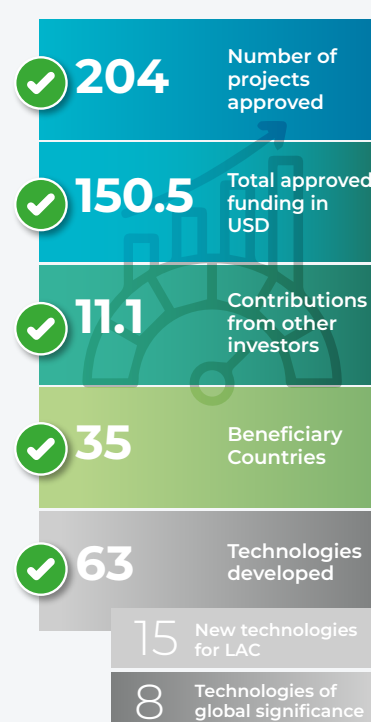 204
Number of
projects
approved
150.5
Total approved
funding in
USD
11.1
Contributions
from other
investors
35
Beneficiary
Countries
63
Technologies
developed
15
New technologies
for LAC
8
Technologies of
global significance